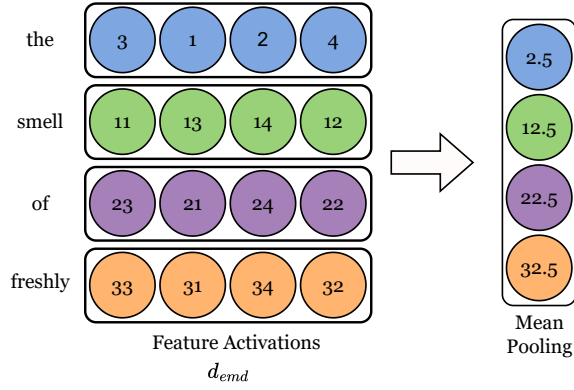 the 3 1 2 4
2.5
smell 11 13 14 12
12.5
of 23 21 24 22
22.5
freshly 33 31 34 32
32.5
Feature Activations
d_emd
Mean
Pooling